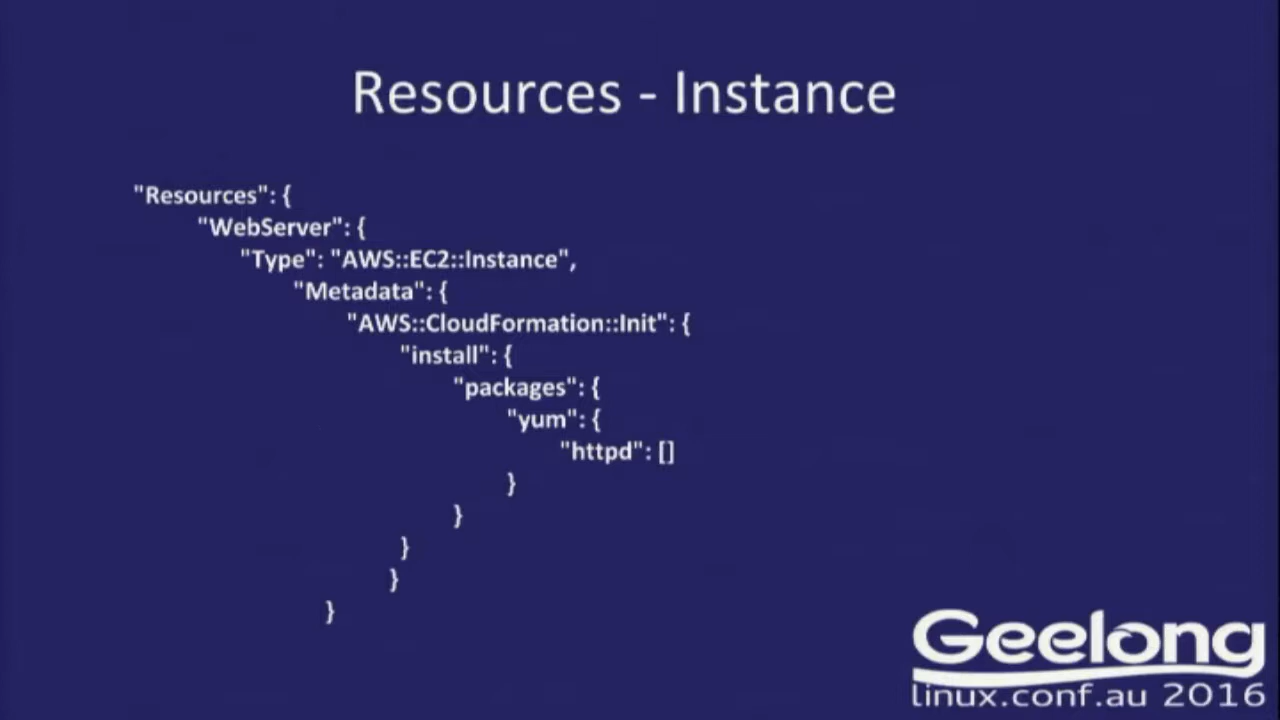 Resources - Instance
"Resources": {
"WebServer": {
"Type": "AWS::EC2::Instance",
"Metadata": {
"AWS::CloudFormation::Init": {
"install": {
"packages": {
"yum": {
"httpd": []
}
}
}
}
}
Geelong
linux.conf.au 2016